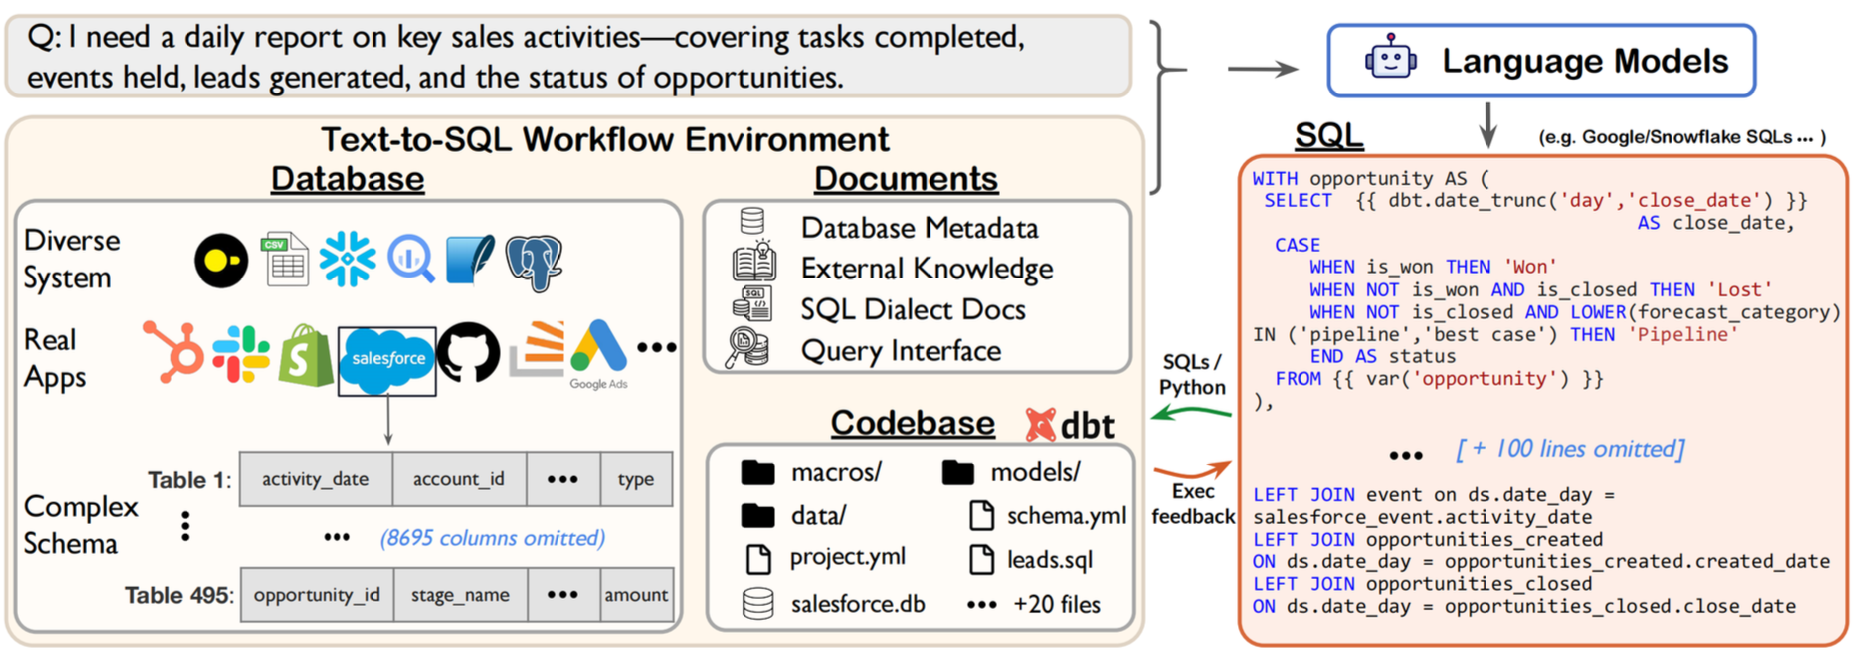 Q: I need a daily report on key sales activities—covering tasks completed,
events held, leads generated, and the status of opportunities.
Language Models
Text-to-SQL Workflow Environment
Database
Diverse
System
CSV
Real
Apps
salesforce
Google Ads
•••
Complex
Schema
Table 1:
activity_date
account_id
•••
type
••• (8695 columns omitted)
Table 495:
opportunity_id
stage_name
•••
amount
Documents
Database Metadata
External Knowledge
SQL
SQL Dialect Docs
Query Interface
Codebase
dbt
macros/
models/
data/
schema.yml
project.yml
leads.sql
salesforce.db
••• +20 files
SQLs /
Python
Exec
feedback
SQL
(e.g. Google/Snowflake SQLs ••• )
WITH opportunity AS (
SELECT {{ dbt.date_trunc('day','close_date') }}
AS close_date,
CASE
WHEN is_won THEN 'Won'
WHEN NOT is_won AND is_closed THEN 'Lost'
WHEN NOT is_closed AND LOWER(forecast_category)
IN ('pipeline','best case') THEN 'Pipeline'
END AS status
FROM {{ var('opportunity') }}
),
••• [ + 100 lines omitted]
LEFT JOIN event on ds.date_day =
salesforce_event.activity_date
LEFT JOIN opportunities_created
ON ds.date_day = opportunities_created.created_date
LEFT JOIN opportunities_closed
ON ds.date_day = opportunities_closed.close_date